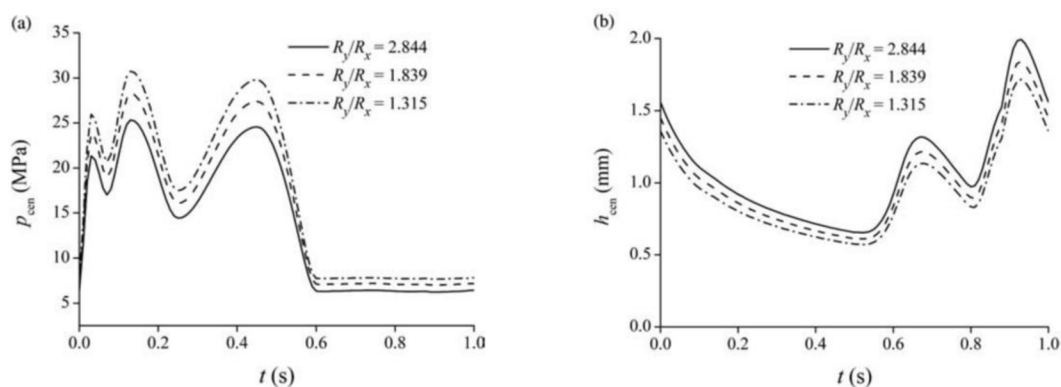 (a)
35
30
25
20
15
10
5
p_cen (MPa)
R_y/R_x = 2.844
R_y/R_x = 1.839
R_y/R_x = 1.315
0.0 0.2 0.4 0.6 0.8 1.0
t (s)
(b)
2.0
1.5
1.0
0.5
0.0
h_cen (mm)
R_y/R_x = 2.844
R_y/R_x = 1.839
R_y/R_x = 1.315
0.0 0.2 0.4 0.6 0.8 1.0
t (s)